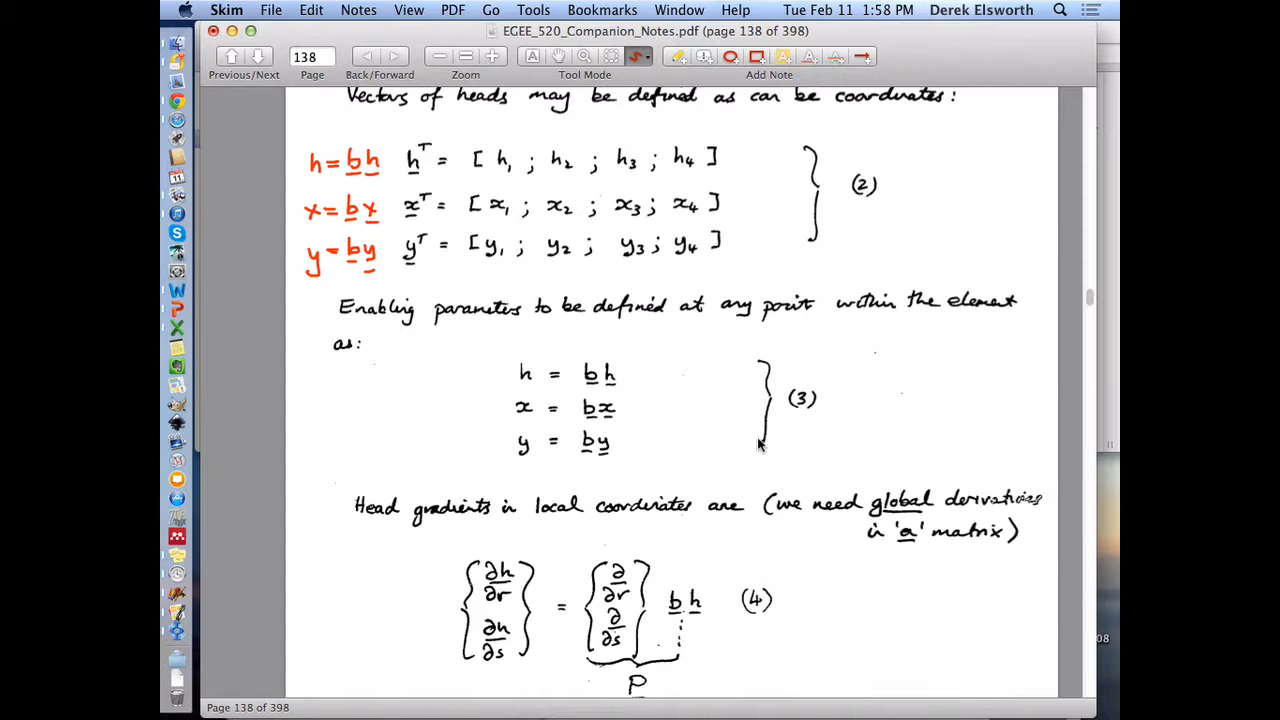 Skim File Edit Notes View PDF Go Tools Bookmarks Window Help Tue Feb 11 1:58 PM Derek Elsworth
EGEE_520_Companion_Notes.pdf (page 138 of 398)
138
Previous/Next Page Back/Forward Zoom Tool Mode Add Note
Vectors of heads may be defined as can be coordinates:
h = b h h^T = [ h1 ; h2 ; h3 ; h4 ]
(2)
x = b x x^T = [ x1 ; x2 ; x3 ; x4 ]
y = b y y^T = [ y1 ; y2 ; y3 ; y4 ]
Enabling parameters to be defined at any point within the element
as:
h = b h
x = b x (3)
y = b y
Head gradients in local coordinates are (we need global derivatives
in 'a' matrix)
{ ∂h/∂r ∂h/∂s } = { ∂/∂r ∂/∂s } b h (4)
P
Page 138 of 398